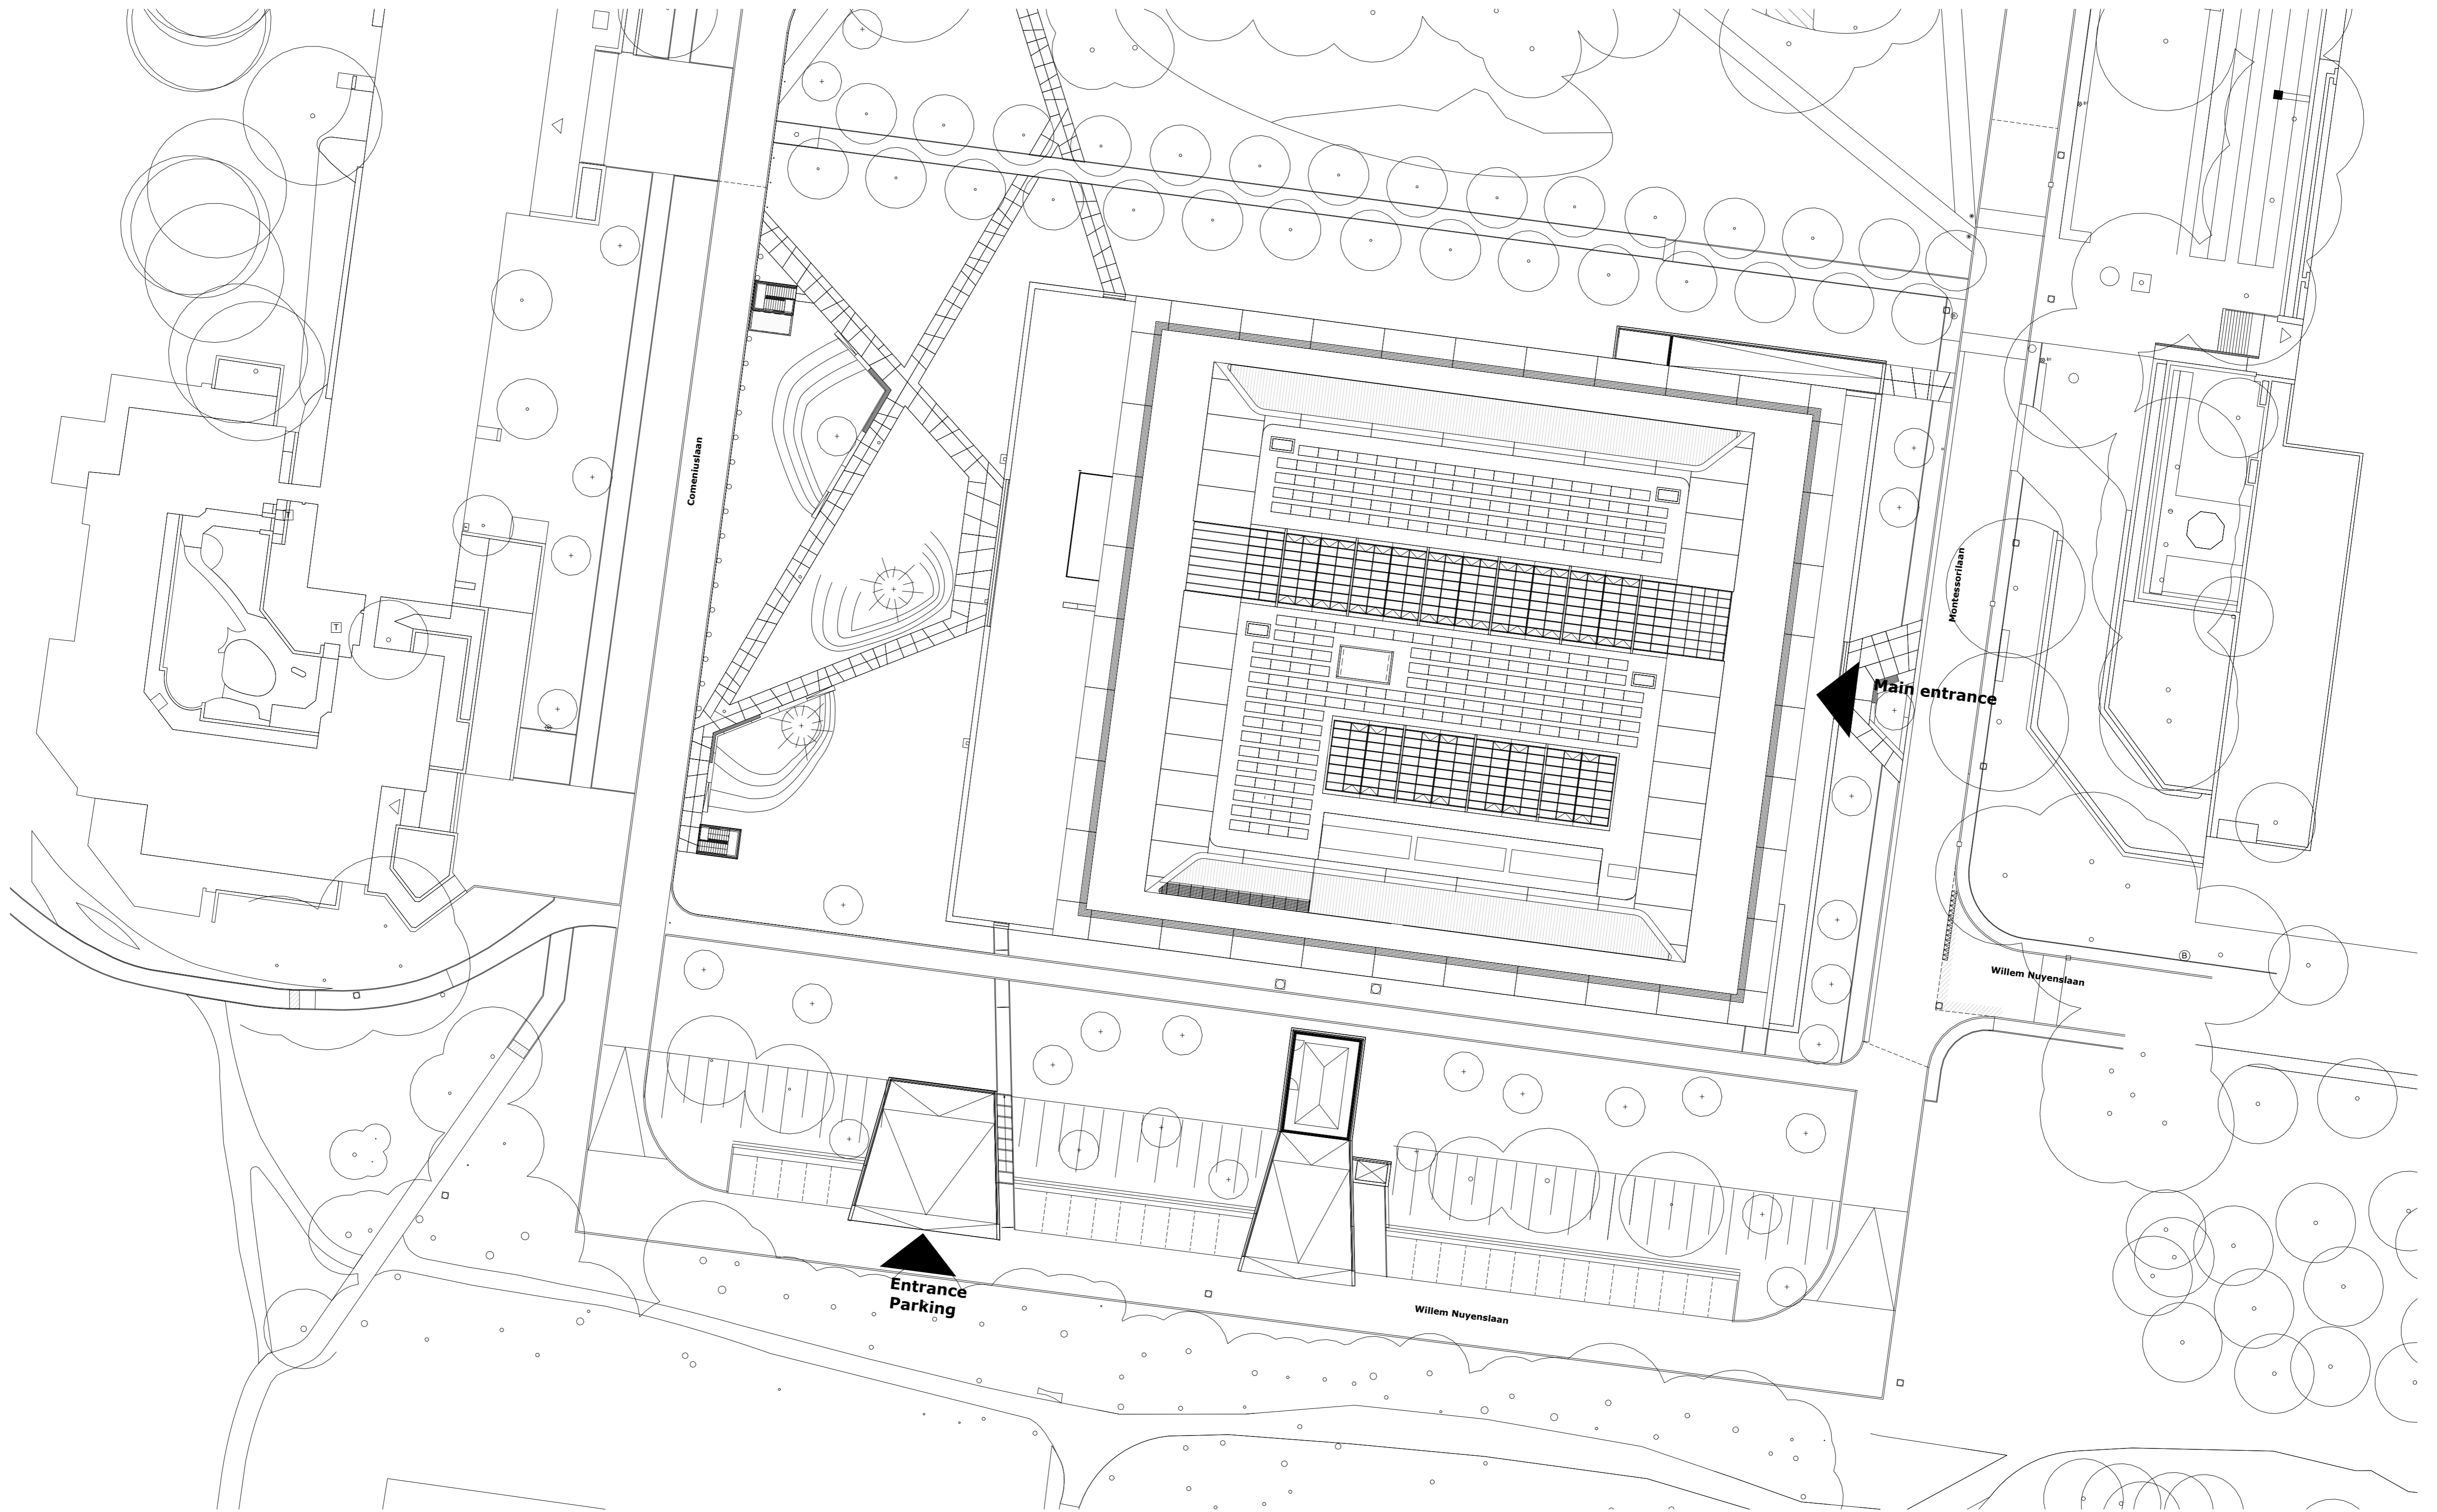 Comeniuslaan
Montessorilaan
T
T
Main entrance
Willem Nuyenslaan
B
Entrance
Parking
Willem Nuyenslaan